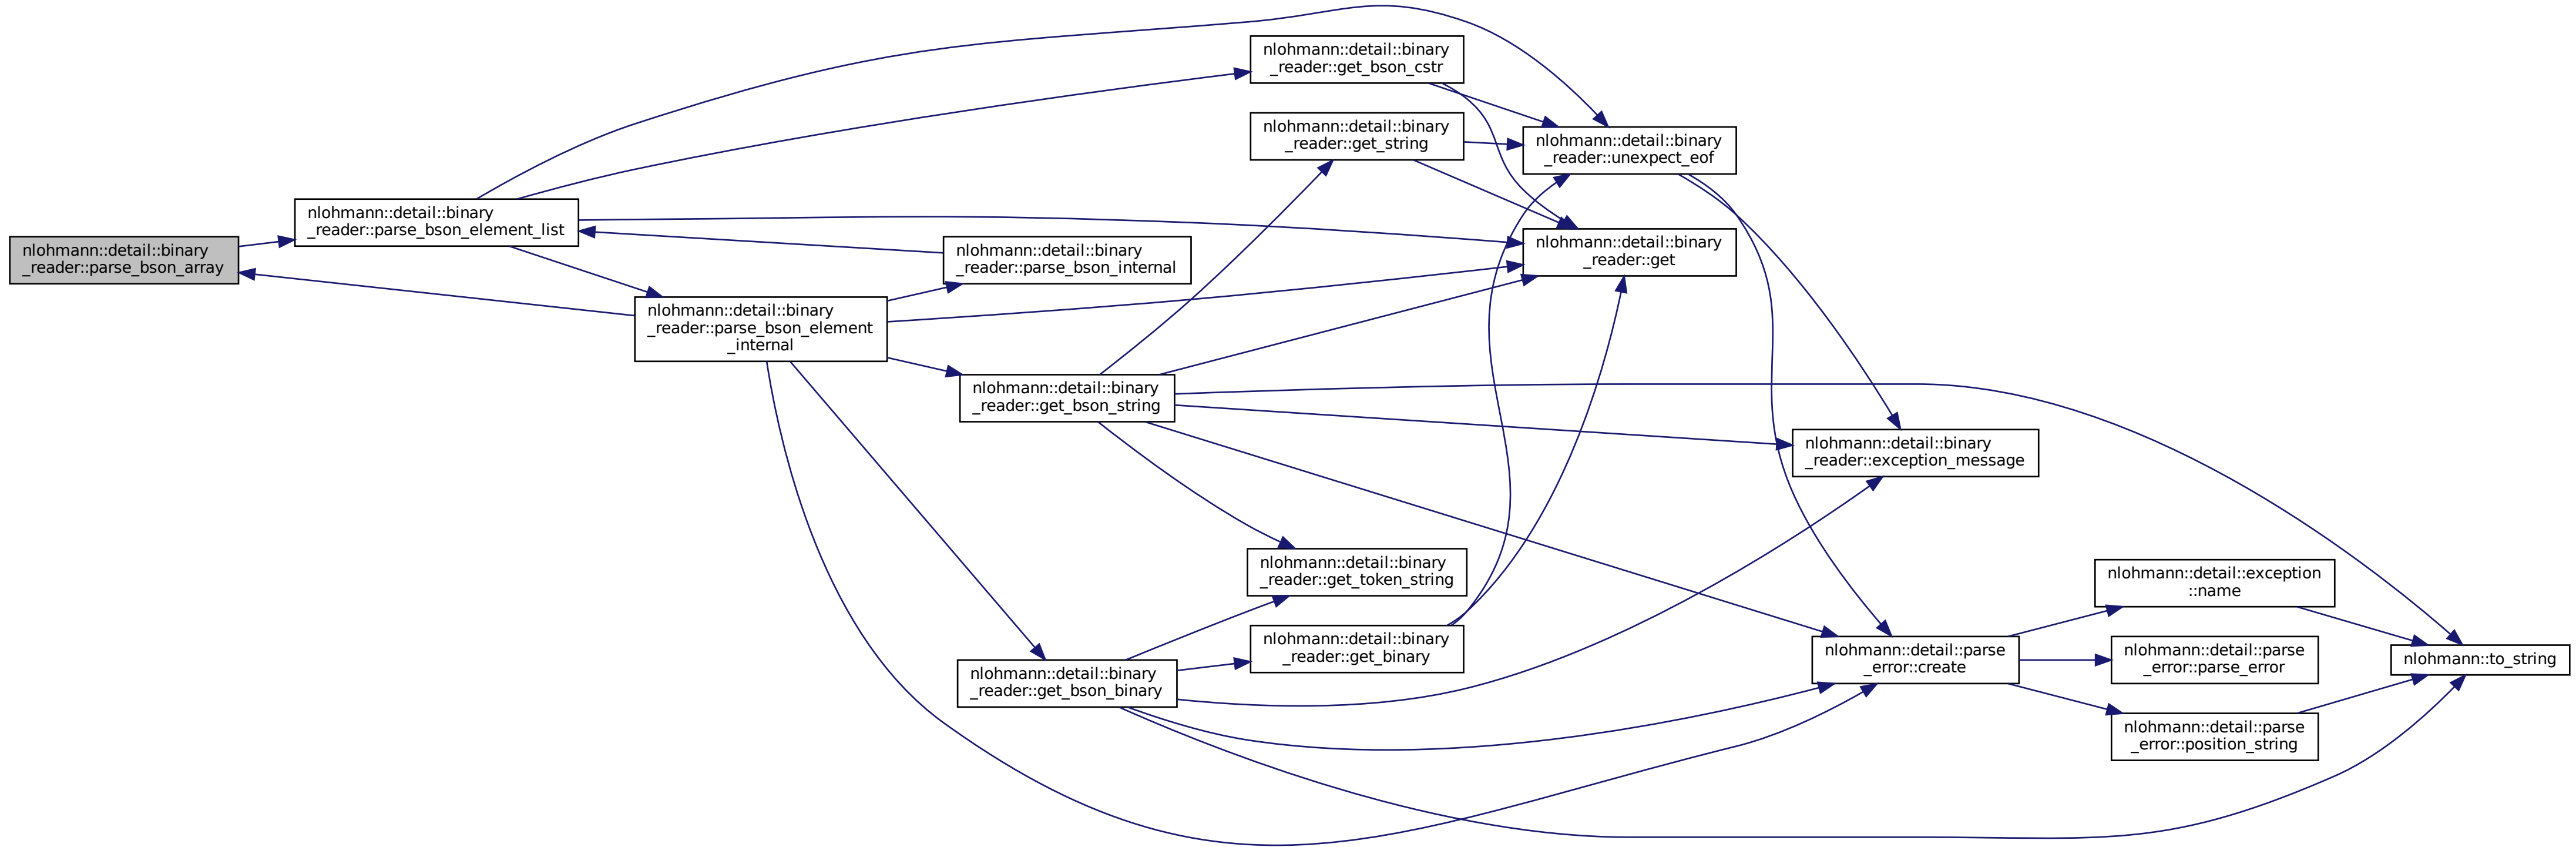 nlohmann::detail::binary
_reader::parse_bson_array
nlohmann::detail::binary
_reader::parse_bson_element_list
nlohmann::detail::binary
_reader::parse_bson_element
_internal
nlohmann::detail::binary
_reader::parse_bson_internal
nlohmann::detail::binary
_reader::get_bson_string
nlohmann::detail::binary
_reader::get_bson_binary
nlohmann::detail::binary
_reader::get_bson_cstr
nlohmann::detail::binary
_reader::get_string
nlohmann::detail::binary
_reader::get_token_string
nlohmann::detail::binary
_reader::get_binary
nlohmann::detail::binary
_reader::unexpect_eof
nlohmann::detail::binary
_reader::get
nlohmann::detail::binary
_reader::exception_message
nlohmann::detail::parse
_error::create
nlohmann::detail::exception
::name
nlohmann::detail::parse
_error::parse_error
nlohmann::detail::parse
_error::position_string
nlohmann::to_string